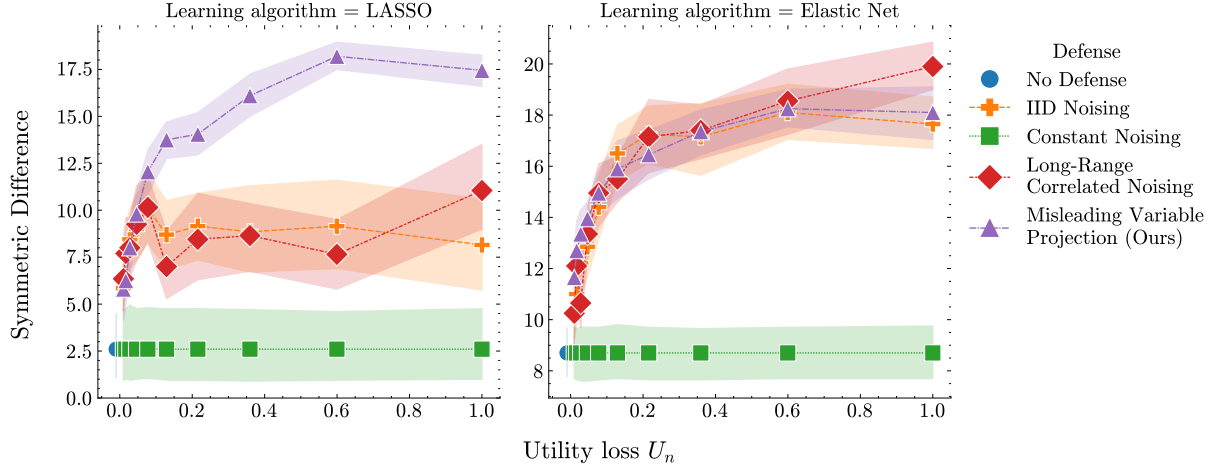 Learning algorithm = LASSO
Learning algorithm = Elastic Net
Symmetric Difference
17.5
15.0
12.5
10.0
7.5
5.0
2.5
0.0
0.0 0.2 0.4 0.6 0.8 1.0
20
18
16
14
12
10
8
0.0 0.2 0.4 0.6 0.8 1.0
Utility loss Uₙ
Defense
No Defense
IID Noising
Constant Noising
Long-Range
Correlated Noising
Misleading Variable
Projection (Ours)